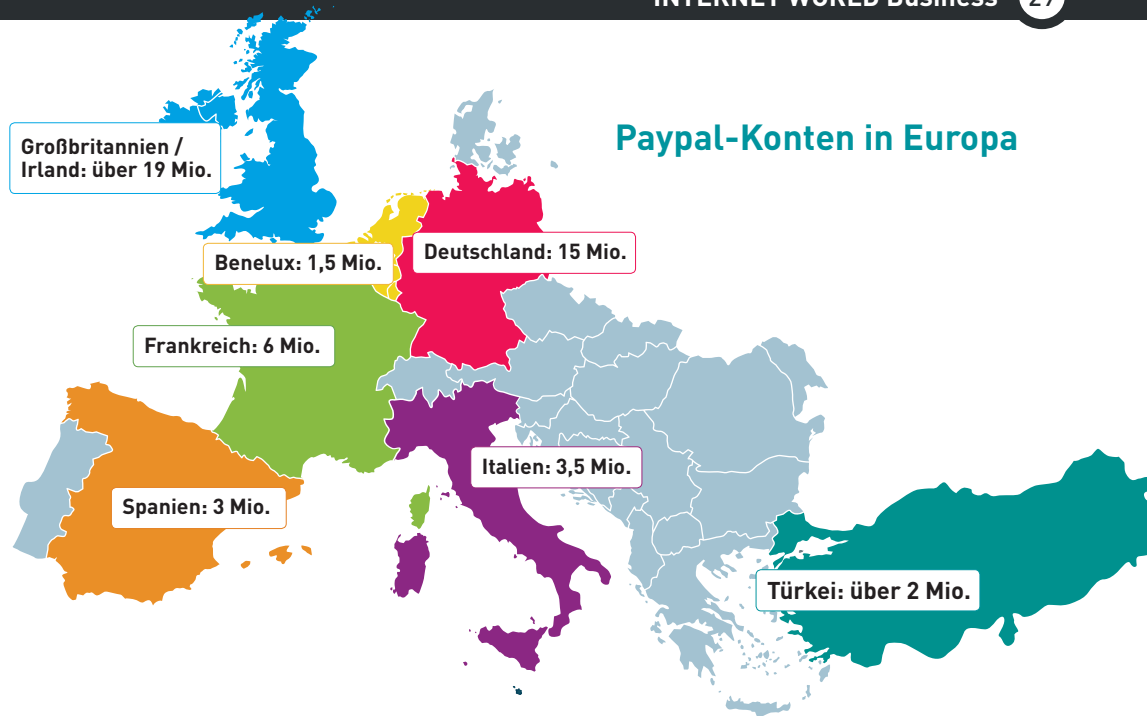 INTERNET WORLD Business 29
Paypal-Konten in Europa
Großbritannien /
Irland: über 19 Mio.
Benelux: 1,5 Mio.
Deutschland: 15 Mio.
Frankreich: 6 Mio.
Italien: 3,5 Mio.
Spanien: 3 Mio.
Türkei: über 2 Mio.